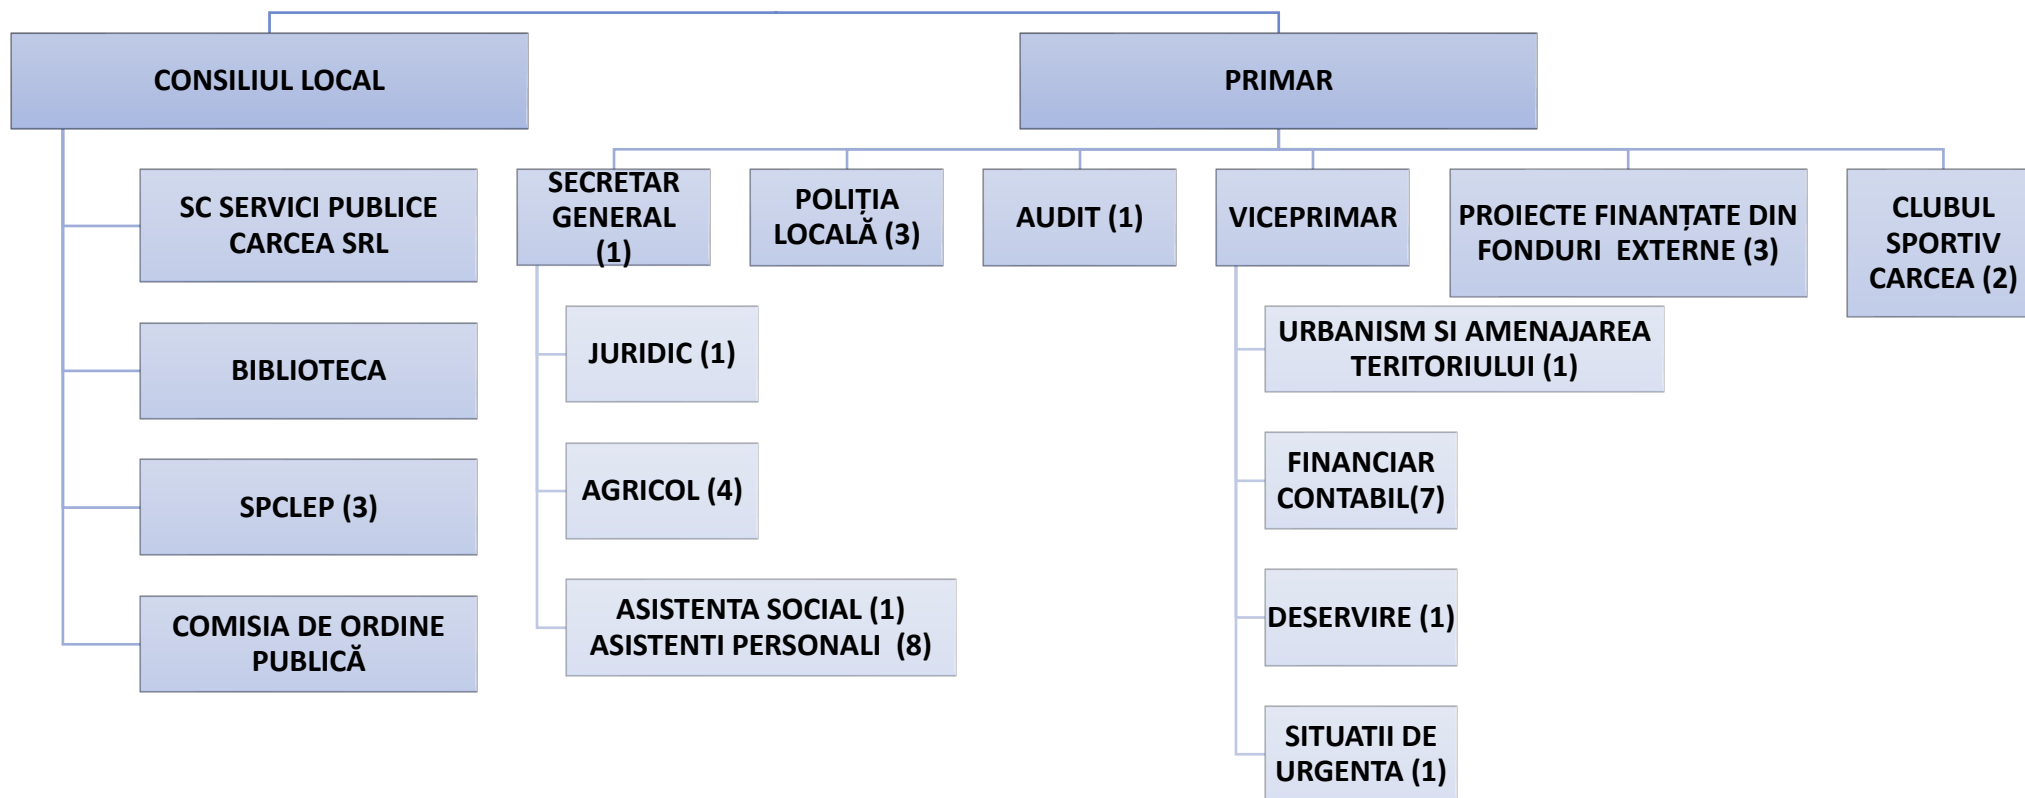 CONSILIUL LOCAL
PRIMAR
SC SERVICI PUBLICE
CARCEA SRL
BIBLIOTECA
SPCLEP (3)
COMISIA DE ORDINE
PUBLICĂ
SECRETAR
GENERAL
(1)
JURIDIC (1)
AGRICOL (4)
ASISTENTA SOCIAL (1)
ASISTENTI PERSONALI (8)
POLIȚIA
LOCALĂ (3)
AUDIT (1)
VICEPRIMAR
URBANISM SI AMENAJAREA
TERITORIULUI (1)
FINANCIAR
CONTABIL(7)
DESERVIRE (1)
SITUATII DE
URGENTA (1)
PROIECTE FINANȚATE DIN
FONDURI EXTERNE (3)
CLUBUL
SPORTIV
CARCEA (2)